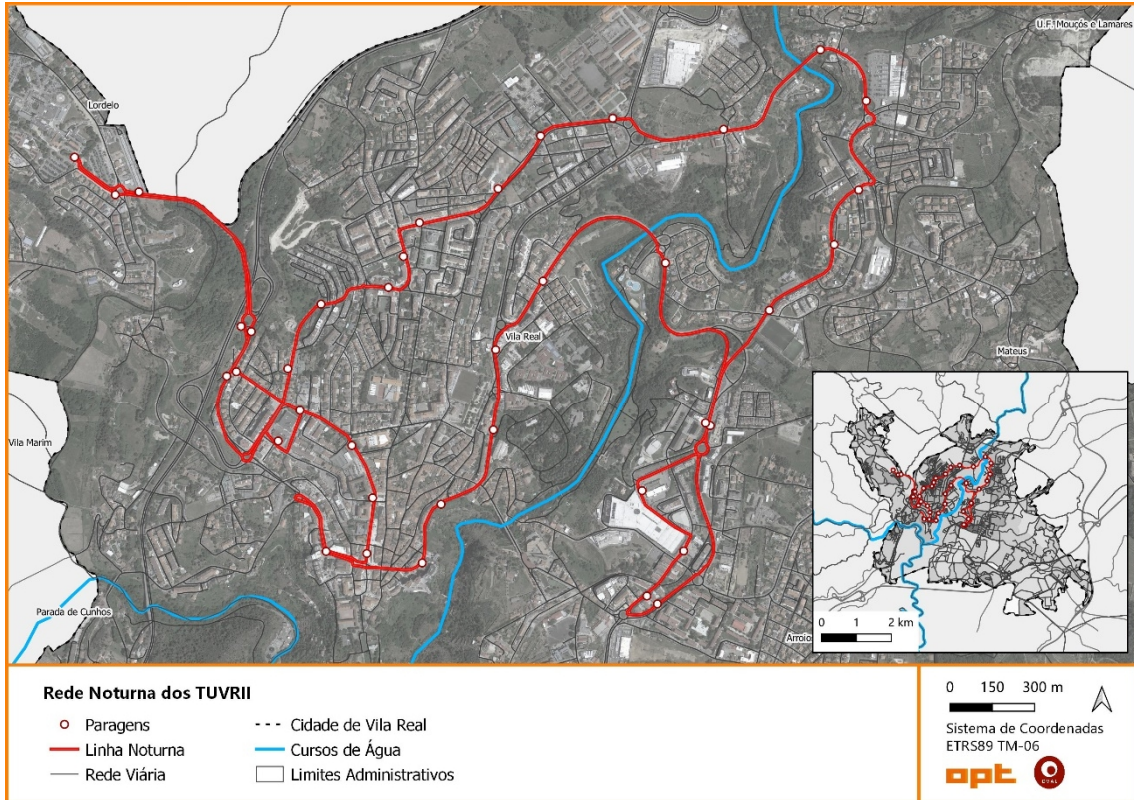 U.F. Mouçós e Lamares
Lordelo
Vila Real
Mateus
Vila Marim
Parada de Cunhos
Arroios
0 1 2 km
Rede Noturna dos TUVRII
Paragens
Linha Noturna
Rede Viária
Cidade de Vila Real
Cursos de Água
Limites Administrativos
0 150 300 m
Sistema de Coordenadas
ETRS89 TM-06
opt